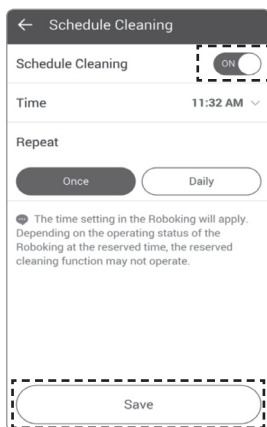 ← Schedule Cleaning
Schedule Cleaning ON
Time 11:32 AM
Repeat
Once Daily
The time setting in the Roboking will apply.
Depending on the operating status of the
Roboking at the reserved time, the reserved
cleaning function may not operate.
Save